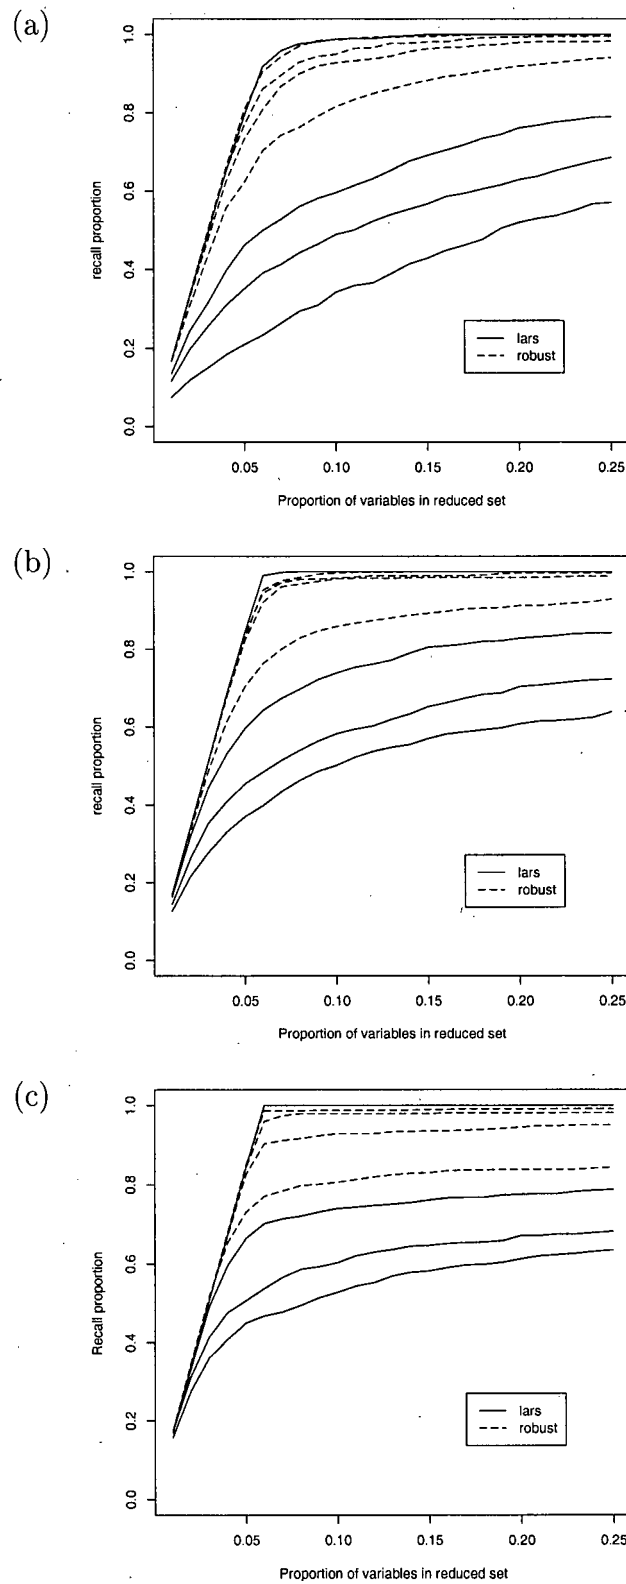 (a)
recall proportion
1.0
0.8
0.6
0.4
0.2
0.0
lars
robust
0.05 0.10 0.15 0.20 0.25
Proportion of variables in reduced set
(b)
recall proportion
1.0
0.8
0.6
0.4
0.2
0.0
lars
robust
0.05 0.10 0.15 0.20 0.25
Proportion of variables in reduced set
(c)
Recall proportion
1.0
0.8
0.6
0.4
0.2
0.0
lars
robust
0.05 0.10 0.15 0.20 0.25
Proportion of variables in reduced set